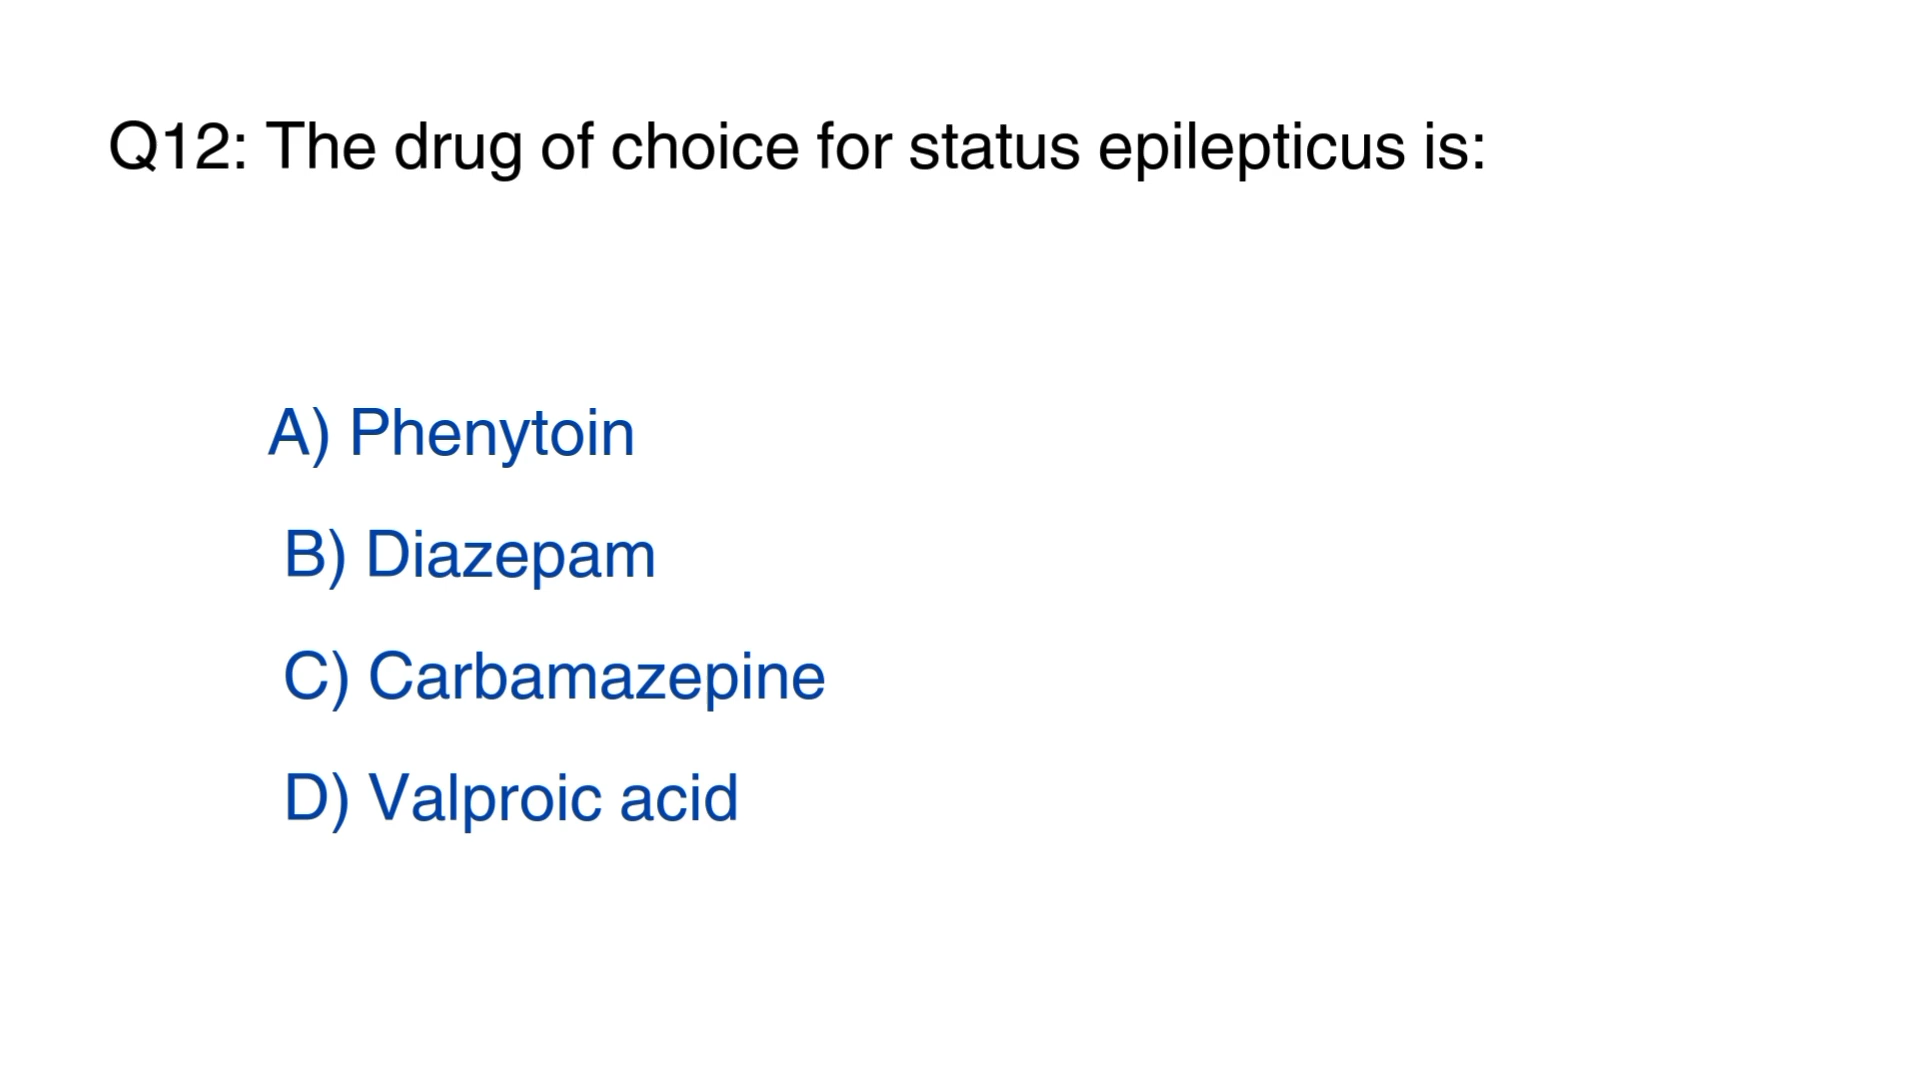 Q12: The drug of choice for status epilepticus is:
A) Phenytoin
B) Diazepam
C) Carbamazepine
D) Valproic acid